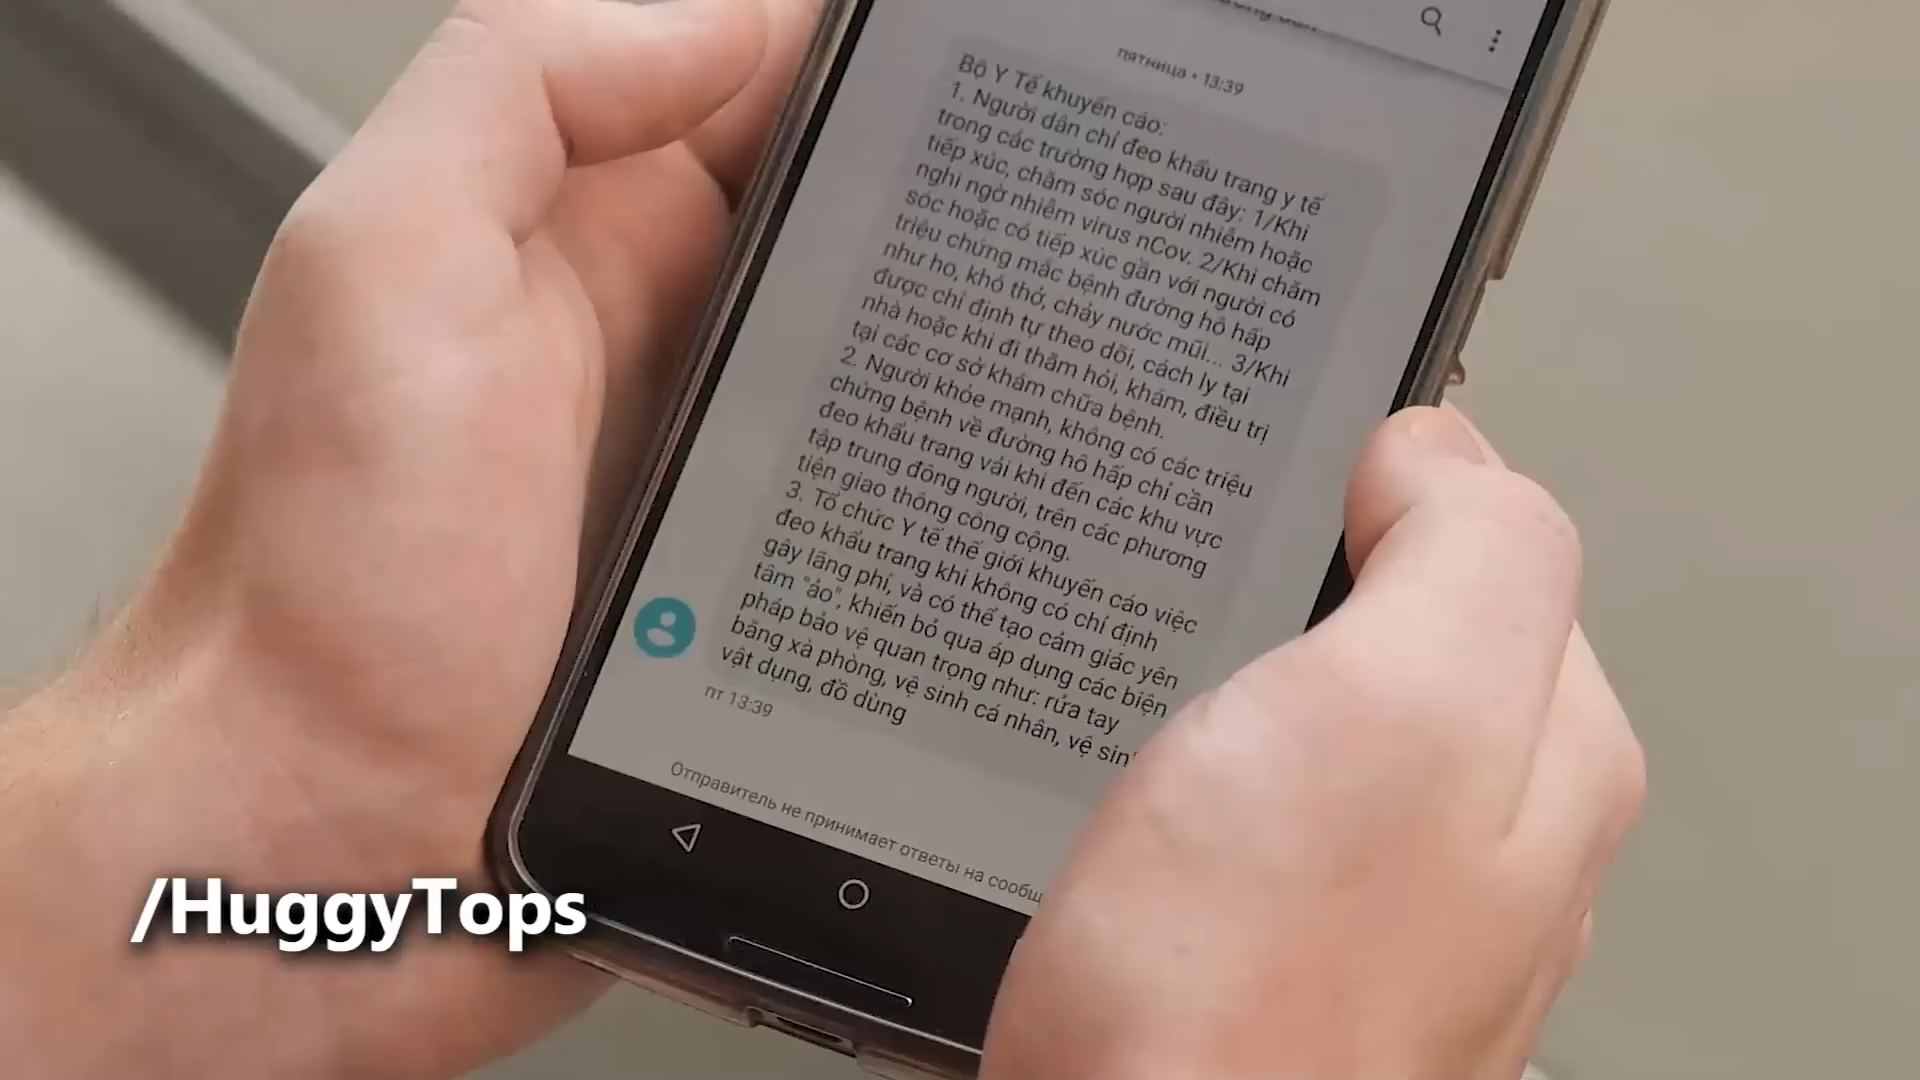 пятница • 13:39
Bộ Y Tế khuyến cáo:
1. Người dân chỉ đeo khẩu trang y tế
trong các trường hợp sau đây: 1/Khi
tiếp xúc, chăm sóc người nhiễm hoặc
nghi ngờ nhiễm virus nCov. 2/Khi chăm
sóc hoặc có tiếp xúc gần với người có
triệu chứng mắc bệnh đường hô hấp
như ho, khó thở, chảy nước mũi... 3/Khi
được chỉ định tự theo dõi, cách ly tại
nhà hoặc khi đi thăm hỏi, khám, điều trị
tại các cơ sở khám chữa bệnh.
2. Người khỏe mạnh, không có các triệu
chứng bệnh về đường hô hấp chỉ cần
đeo khẩu trang vải khi đến các khu vực
tập trung đông người, trên các phương
tiện giao thông công cộng.
3. Tổ chức Y tế thế giới khuyến cáo việc
đeo khẩu trang khi không có chỉ định
gây lãng phí, và có thể tạo cảm giác yên
tâm "ảo", khiến bỏ qua áp dụng các biện
pháp bảo vệ quan trọng như: rửa tay
bằng xà phòng, vệ sinh cá nhân, vệ sin
vật dụng, đồ dùng
пт 13:39
Отправитель не принимает ответы на сообщ
/HuggyTops